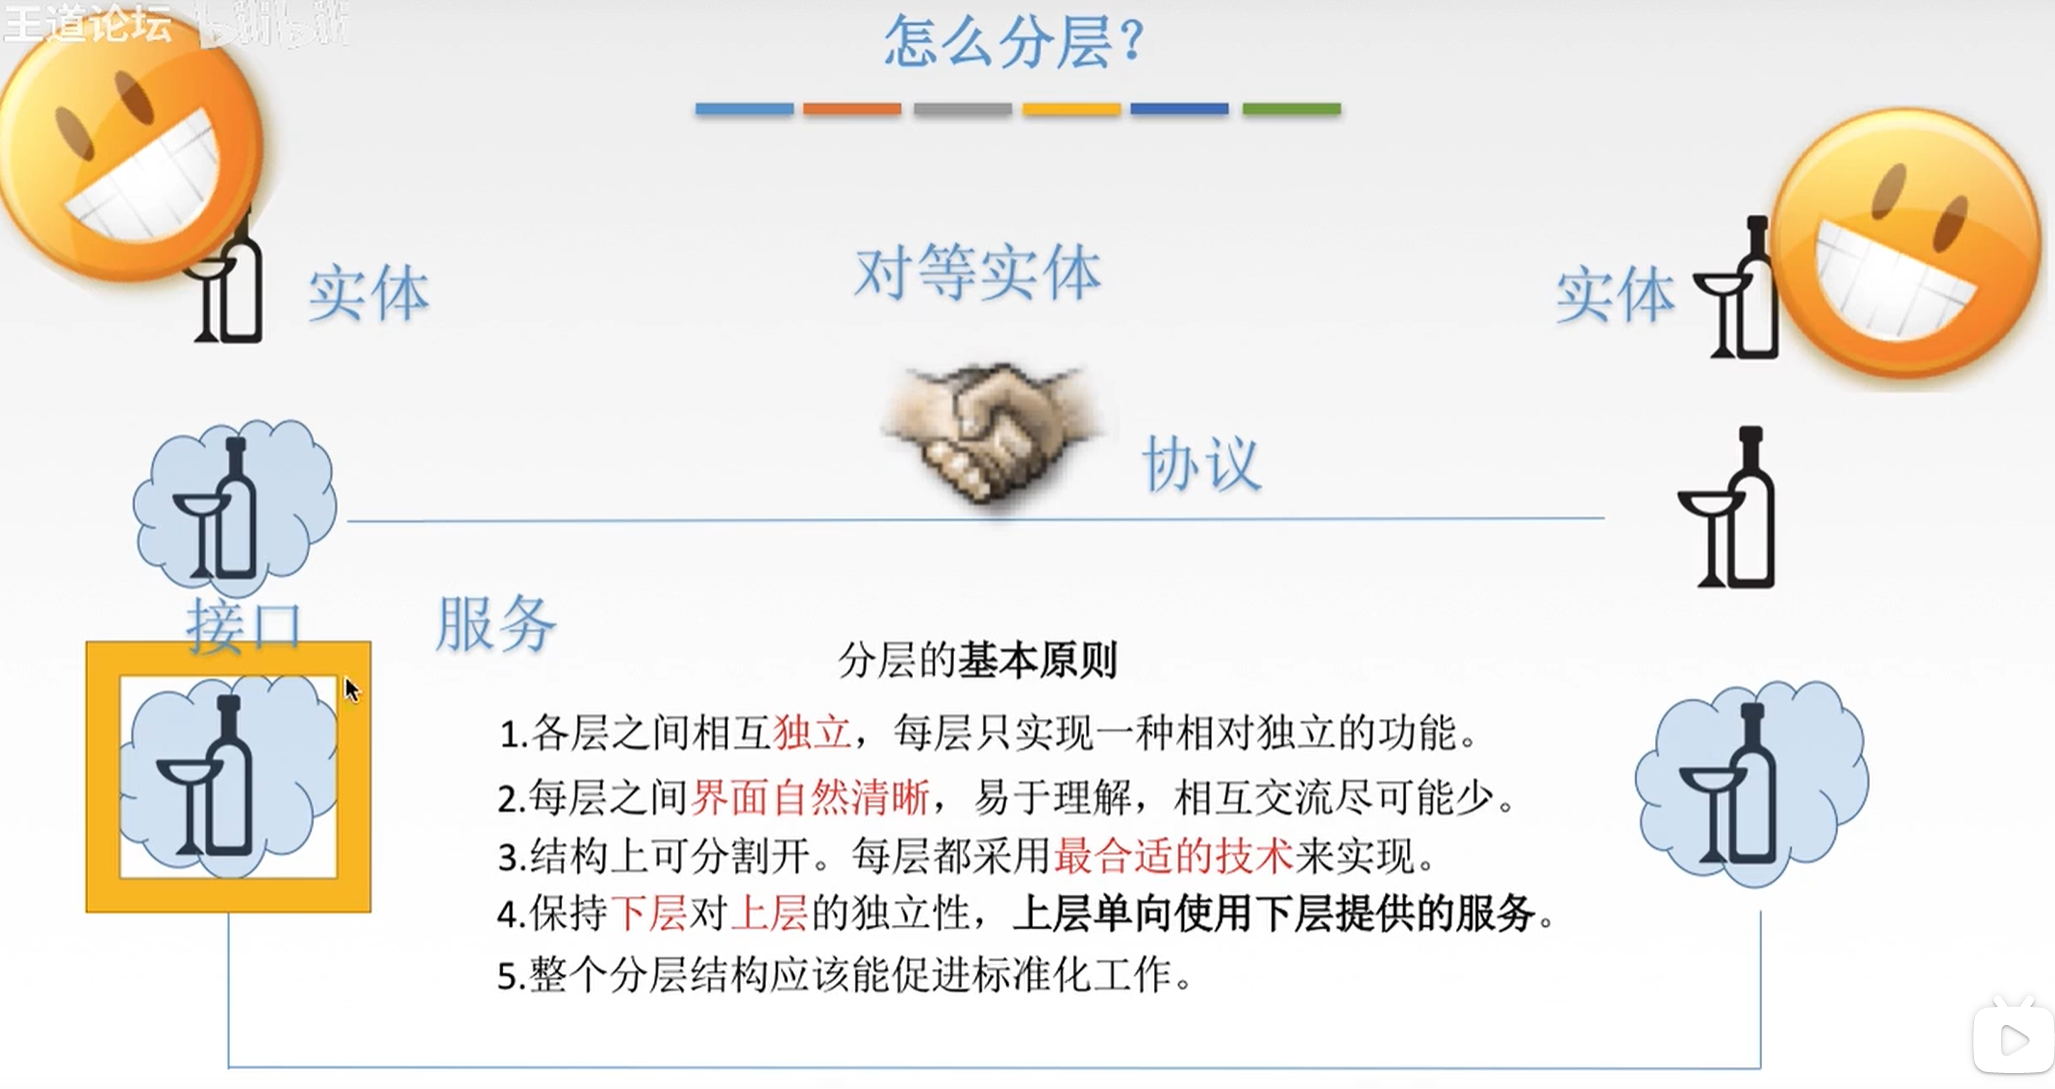 王道论坛 bilibili
怎么分层？
实体
对等实体
实体
协议
接口
服务
分层的基本原则
1.各层之间相互独立，每层只实现一种相对独立的功能。
2.每层之间界面自然清晰，易于理解，相互交流尽可能少。
3.结构上可分割开。每层都采用最合适的技术来实现。
4.保持下层对上层的独立性，上层单向使用下层提供的服务。
5.整个分层结构应该能促进标准化工作。